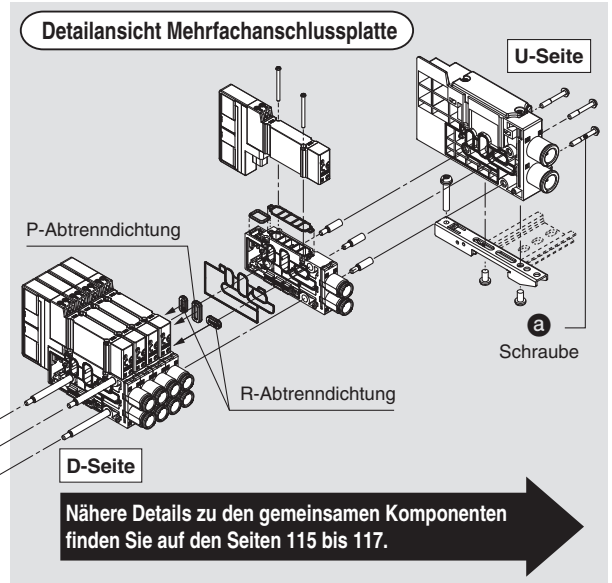 Detailansicht Mehrfachanschlussplatte
U-Seite
P-Abtrenndichtung
a
Schraube
R-Abtrenndichtung
D-Seite
Nähere Details zu den gemeinsamen Komponenten
finden Sie auf den Seiten 115 bis 117.